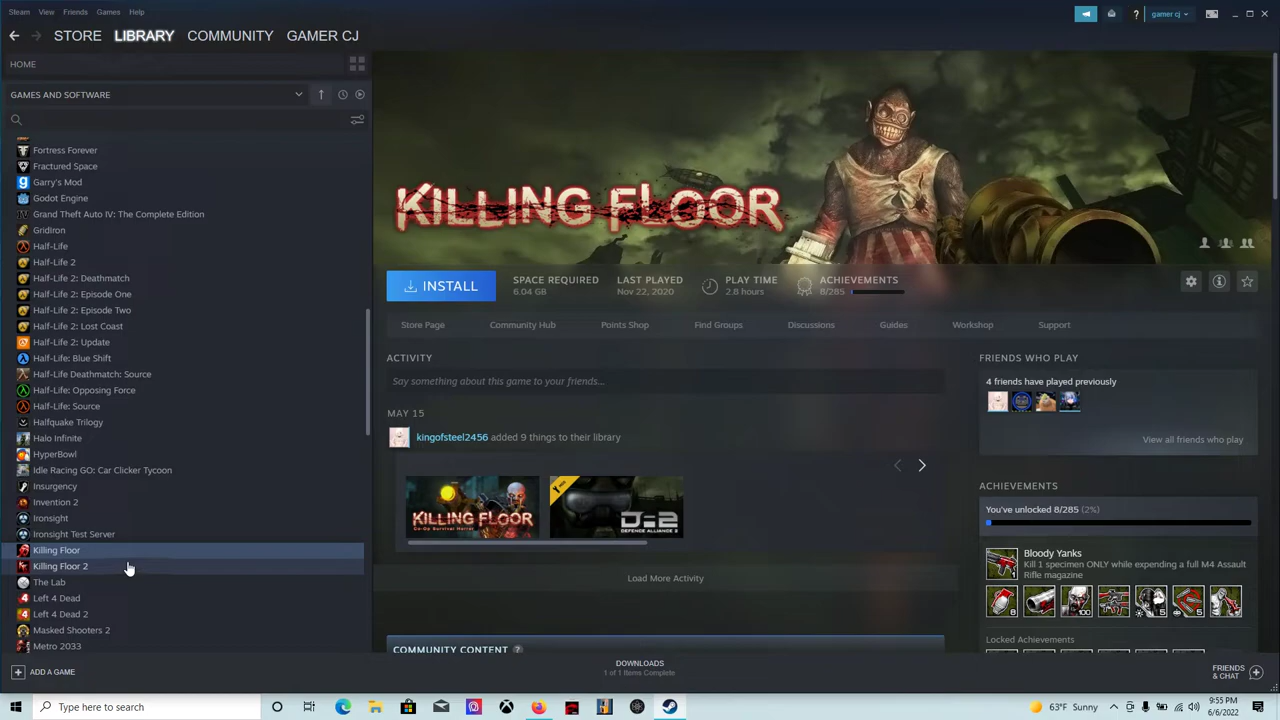 Steam View Friends Games Help
gamer cj
STORE LIBRARY COMMUNITY GAMER CJ
HOME
GAMES AND SOFTWARE
Fortress Forever
Fractured Space
Garry's Mod
Godot Engine
Grand Theft Auto IV: The Complete Edition
Gridiron
Half-Life
Half-Life 2
Half-Life 2: Deathmatch
Half-Life 2: Episode One
Half-Life 2: Episode Two
Half-Life 2: Lost Coast
Half-Life 2: Update
Half-Life: Blue Shift
Half-Life Deathmatch: Source
Half-Life: Opposing Force
Half-Life: Source
Halfquake Trilogy
Halo Infinite
HyperBowl
Idle Racing GO: Car Clicker Tycoon
Insurgency
Invention 2
Ironsight
Ironsight Test Server
Killing Floor
Killing Floor 2
The Lab
Left 4 Dead
Left 4 Dead 2
Masked Shooters 2
Metro 2033
ADD A GAME
KILLING FLOOR
INSTALL
SPACE REQUIRED
6.04 GB
LAST PLAYED
Nov 22, 2020
PLAY TIME
2.8 hours
ACHIEVEMENTS
8/285
Store Page Community Hub Points Shop Find Groups Discussions Guides Workshop Support
ACTIVITY
Say something about this game to your friends...
MAY 15
kingofsteel2456 added 9 things to their library
KILLING FLOOR
Co-Op Survival Horror
D-2
DEFENCE ALLIANCE 2
Load More Activity
COMMUNITY CONTENT ?
FRIENDS WHO PLAY
4 friends have played previously
View all friends who play
ACHIEVEMENTS
You've unlocked 8/285 (2%)
Bloody Yanks
Kill 1 specimen ONLY while expending a full M4 Assault
Rifle magazine
Locked Achievements
DOWNLOADS
1 of 1 Items Complete
FRIENDS
& CHAT
Type here to search
63°F Sunny
9:55 PM
6/6/2022